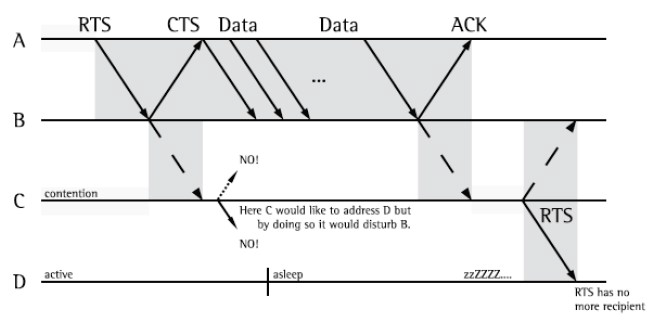 RTS CTS Data Data ACK
A
...
B
NO!
C contention
Here C would like to address D but
by doing so it would disturb B.
RTS
NO!
D active asleep zzZZZZ....
RTS has no
more recipient